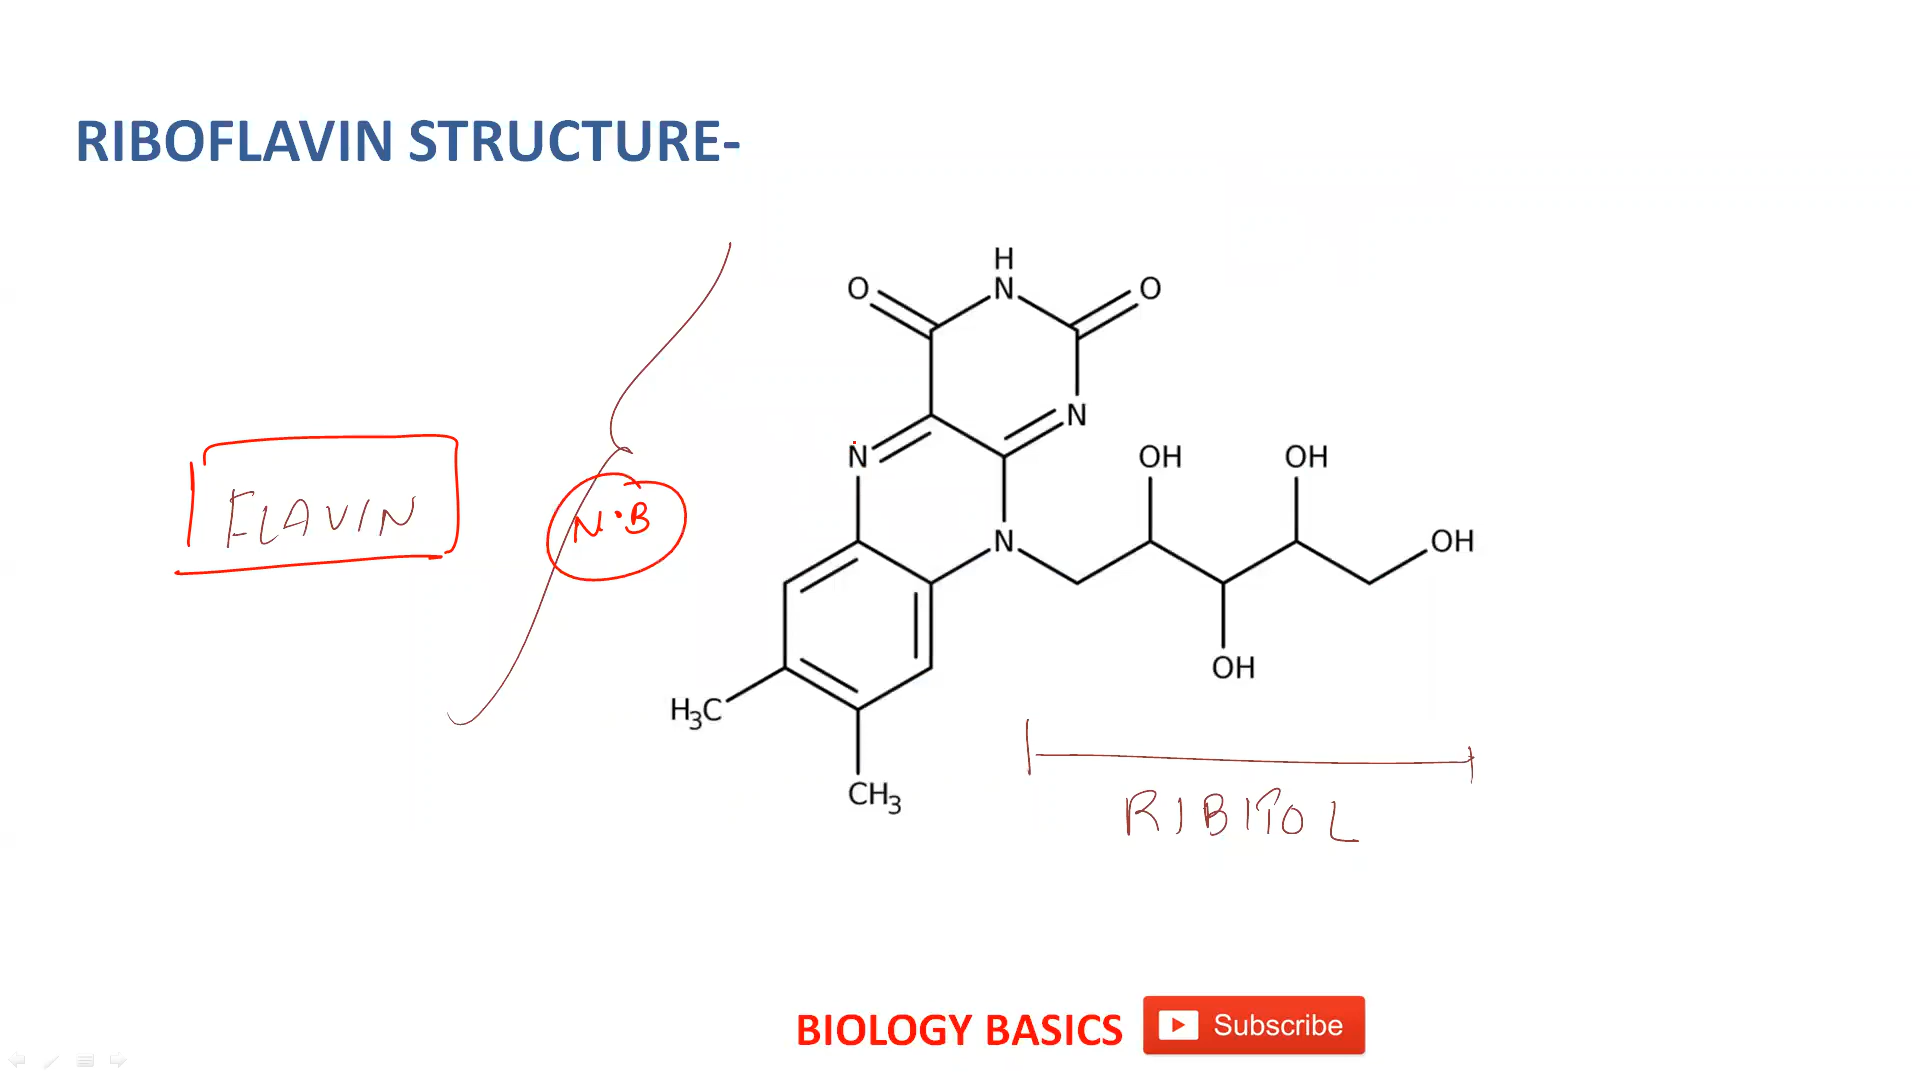 RIBOFLAVIN STRUCTURE-
H
O N O
N
N
OH OH
FLAVIN
N·B
N
OH
OH
H3C
CH3
RIBITOL
BIOLOGY BASICS
Subscribe